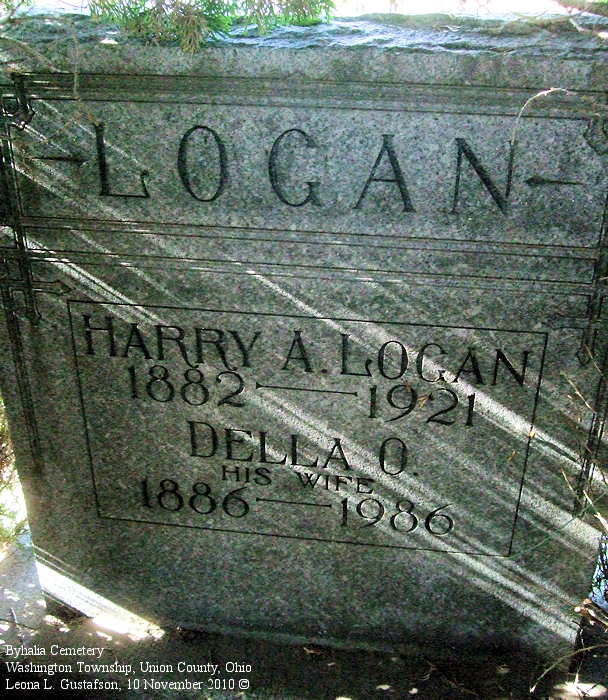 LOGAN
HARRY A. LOGAN
1882 — 1921
DELLA O.
HIS WIFE
1886 — 1986
Byhalia Cemetery
Washington Township, Union County, Ohio
Leona L. Gustafson, 10 November 2010 ©